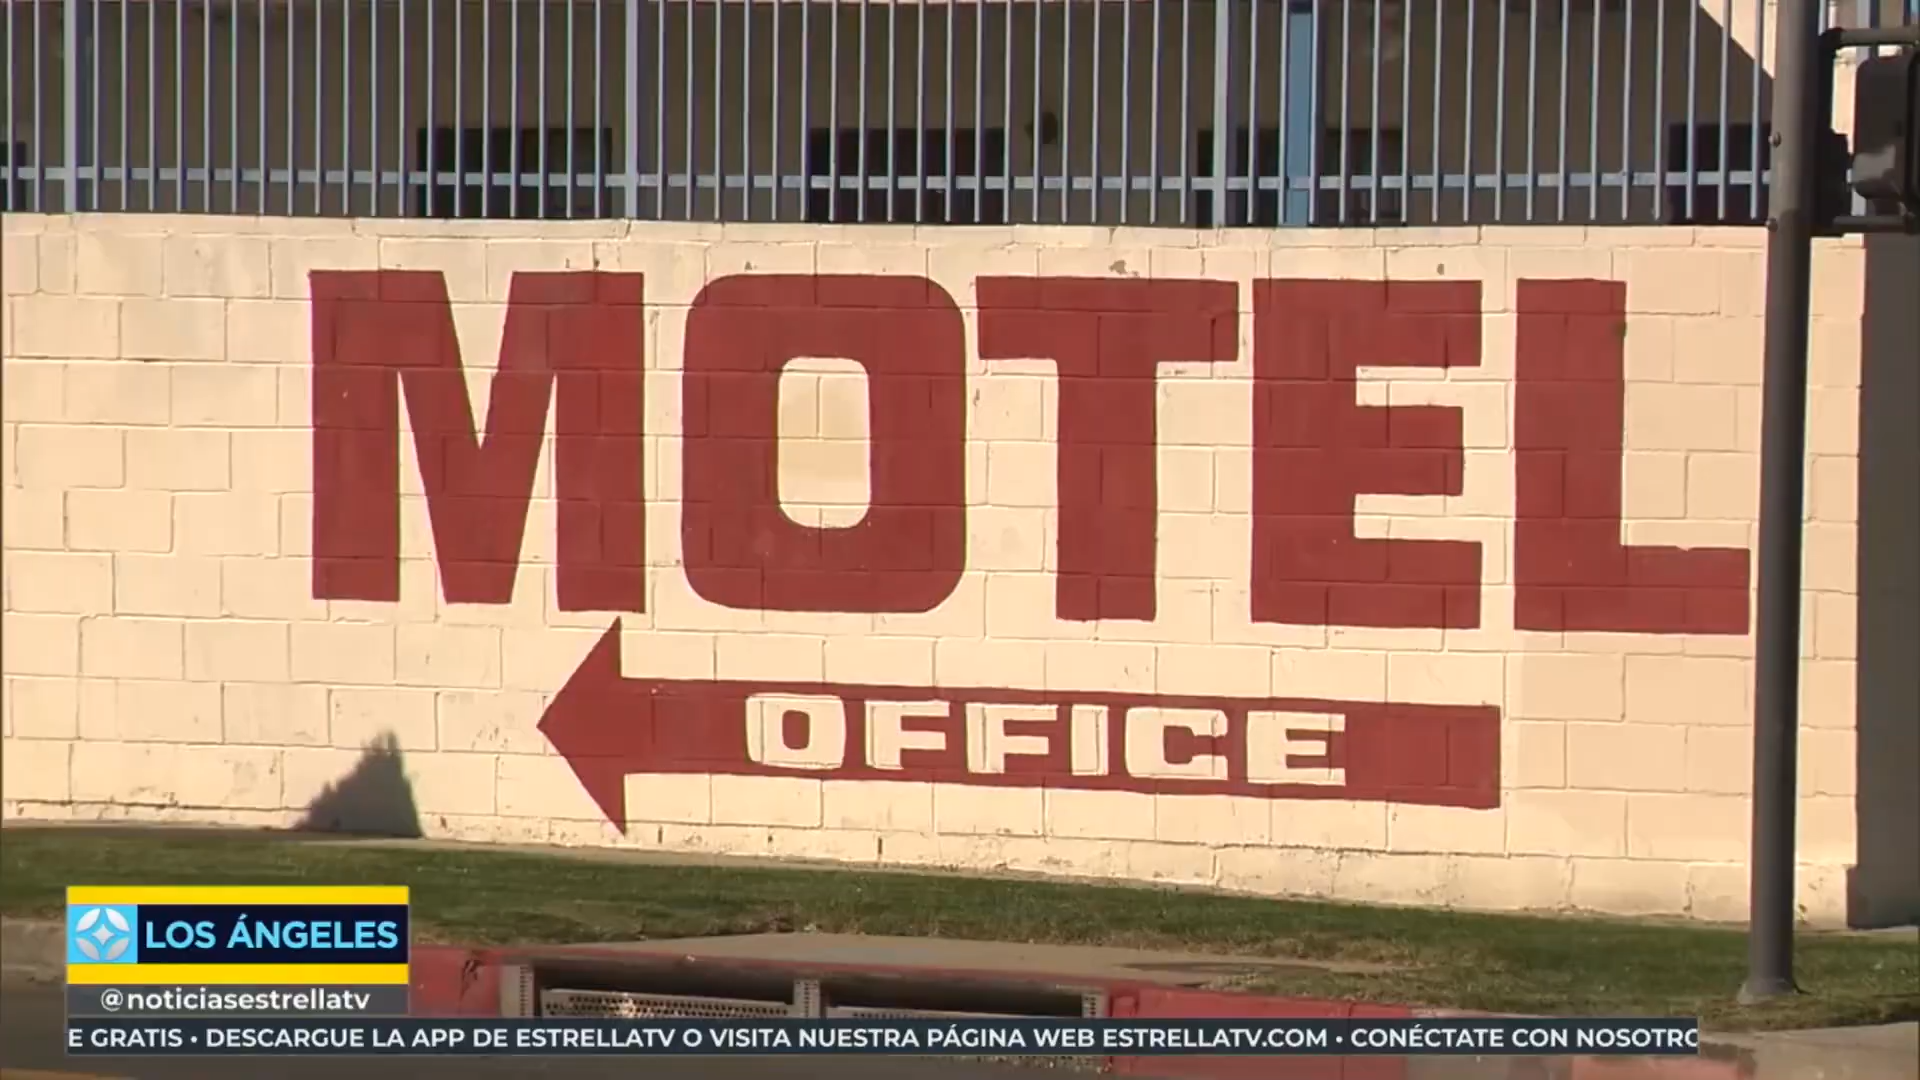 MOTEL
OFFICE
LOS ÁNGELES
@noticiasestrellatv
E GRATIS • DESCARGUE LA APP DE ESTRELLATV O VISITA NUESTRA PÁGINA WEB ESTRELLATV.COM • CONÉCTATE CON NOSOTRO